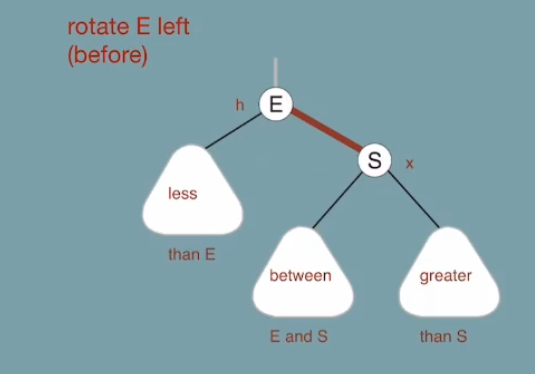 rotate E left
(before)
h
E
S
x
less
than E
between
E and S
greater
than S